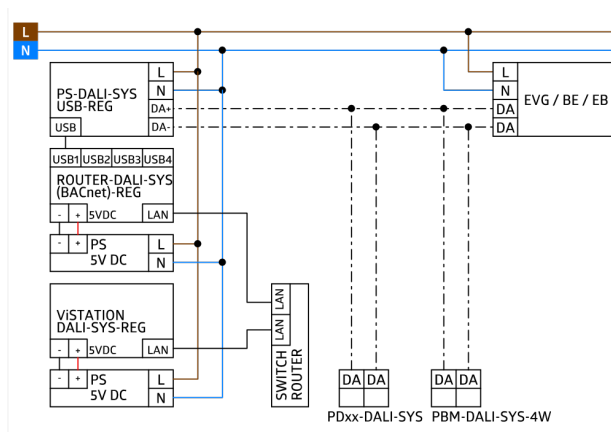 L
N
PS-DALI-SYS
USB-REG
L
N
DA+
DA-
USB
EVG / BE / EB
L
N
DA
DA
USB1 USB2 USB3 USB4
ROUTER-DALI-SYS
(BACnet)-REG
- + 5VDC LAN
- + PS
5V DC
L
N
ViSTATION
DALI-SYS-REG
- + 5VDC LAN
- + PS
5V DC
L
N
LAN
LAN
SWITCH
ROUTER
DA DA
PDxx-DALI-SYS
DA DA
PBM-DALI-SYS-4W